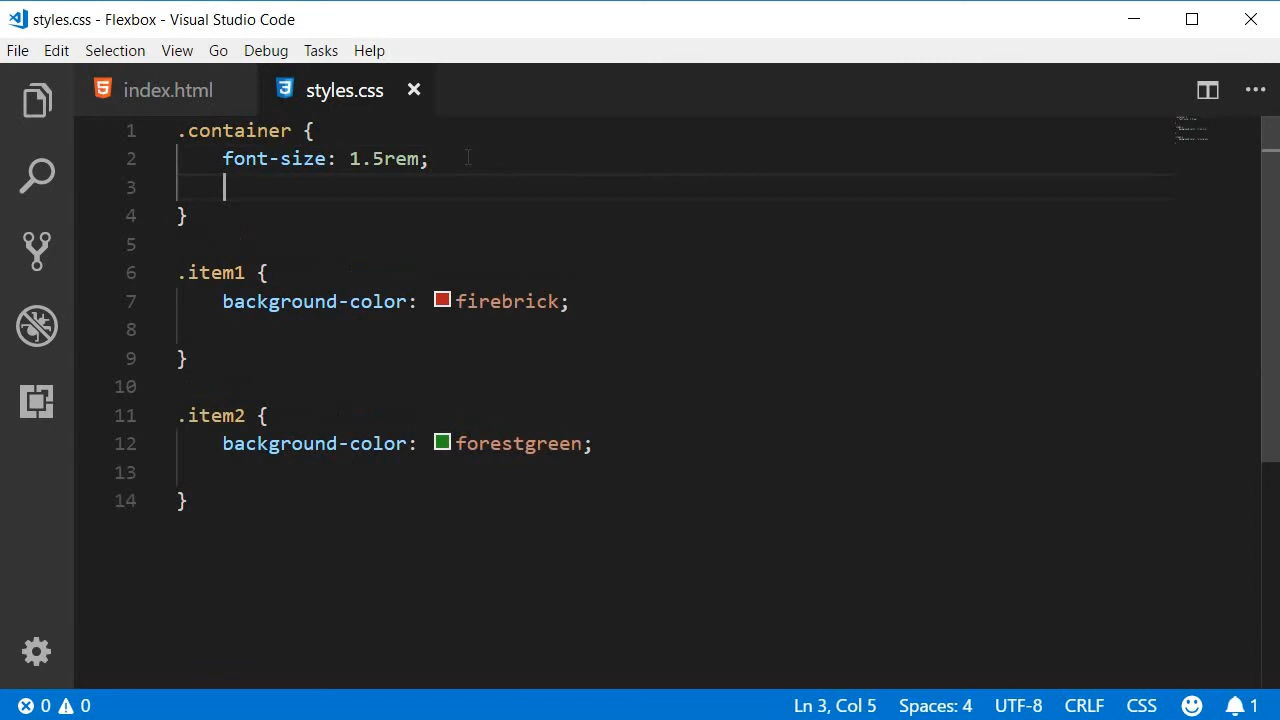 styles.css - Flexbox - Visual Studio Code
File Edit Selection View Go Debug Tasks Help
index.html styles.css
1 .container {
2 font-size: 1.5rem;
3
4 }
5
6 .item1 {
7 background-color: firebrick;
8
9 }
10
11 .item2 {
12 background-color: forestgreen;
13
14 }
0 0 Ln 3, Col 5 Spaces: 4 UTF-8 CRLF CSS 1